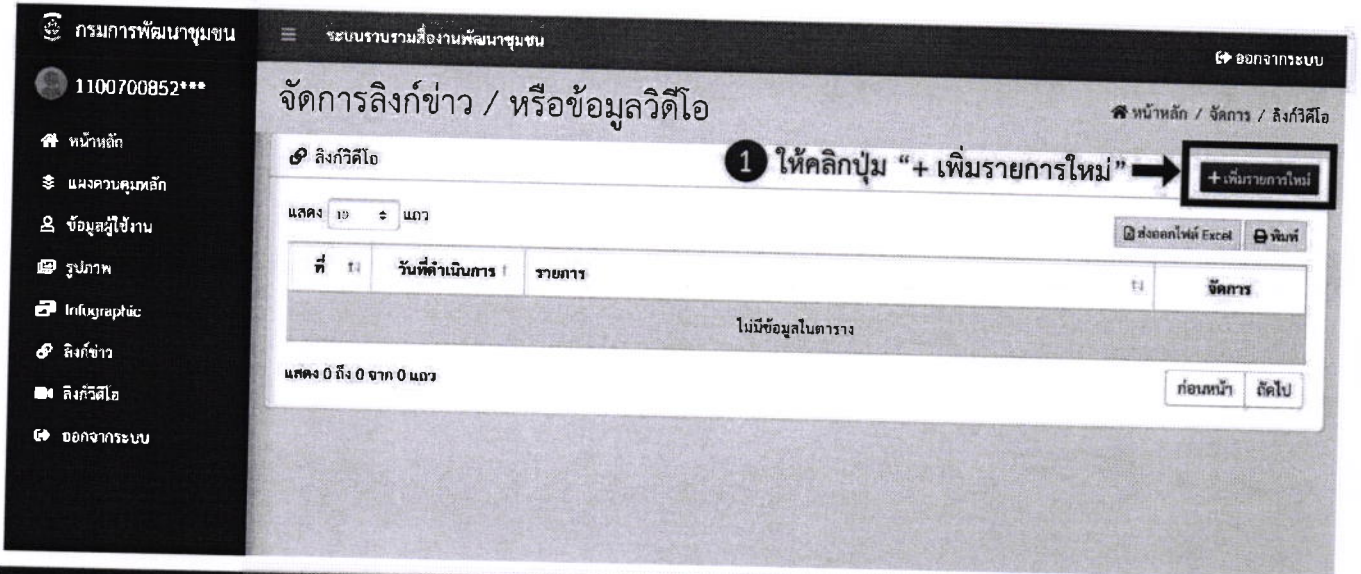 กรมการพัฒนาชุมชน
ระบบรวบรวมสื่องานพัฒนาชุมชน
ออกจากระบบ
1100700852***
จัดการลิงก์ข่าว / หรือข้อมูลวิดีโอ
หน้าหลัก / จัดการ / ลิงก์วิดีโอ
หน้าหลัก
แผงควบคุมหลัก
ข้อมูลผู้ใช้งาน
รูปภาพ
Infographic
ลิงก์ข่าว
ลิงก์วิดีโอ
ออกจากระบบ
ลิงก์วิดีโอ
1 ให้คลิกปุ่ม “+ เพิ่มรายการใหม่”
+ เพิ่มรายการใหม่
แสดง 10 แถว
ส่งออกไฟล์ Excel พิมพ์
ที่ วันที่ดำเนินการ รายการ จัดการ
ไม่มีข้อมูลในตาราง
แสดง 0 ถึง 0 จาก 0 แถว
ก่อนหน้า ถัดไป